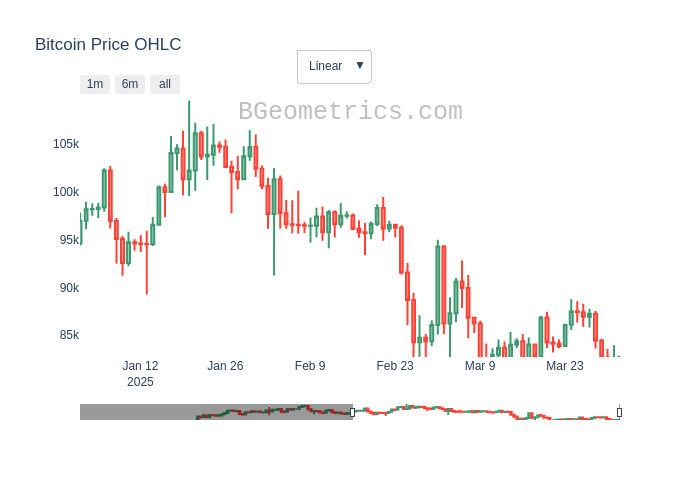 Bitcoin Price OHLC
Linear ▼
1m 6m all
BGeometrics.com
105k
100k
95k
90k
85k
Jan 12 Jan 26 Feb 9 Feb 23 Mar 9 Mar 23
2025